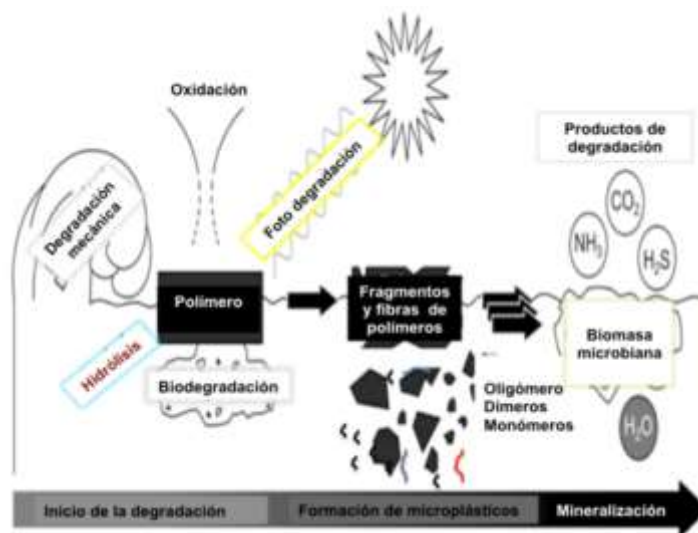 Oxidación
Productos de
degradación
Degradación
mecánica
Foto degradación
CO₂
NH₃
H₂S
Polímero
Fragmentos
y fibras de
polímeros
Hidrólisis
Biodegradación
Biomasa
microbiana
Oligómero
Dímeros
Monómeros
H₂O
Inicio de la degradación
Formación de microplásticos
Mineralización